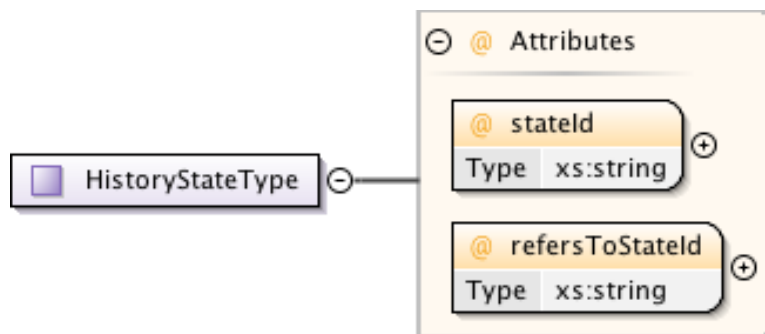 @ Attributes
@ stateId
Type xs:string
HistoryStateType
@ refersToStateId
Type xs:string